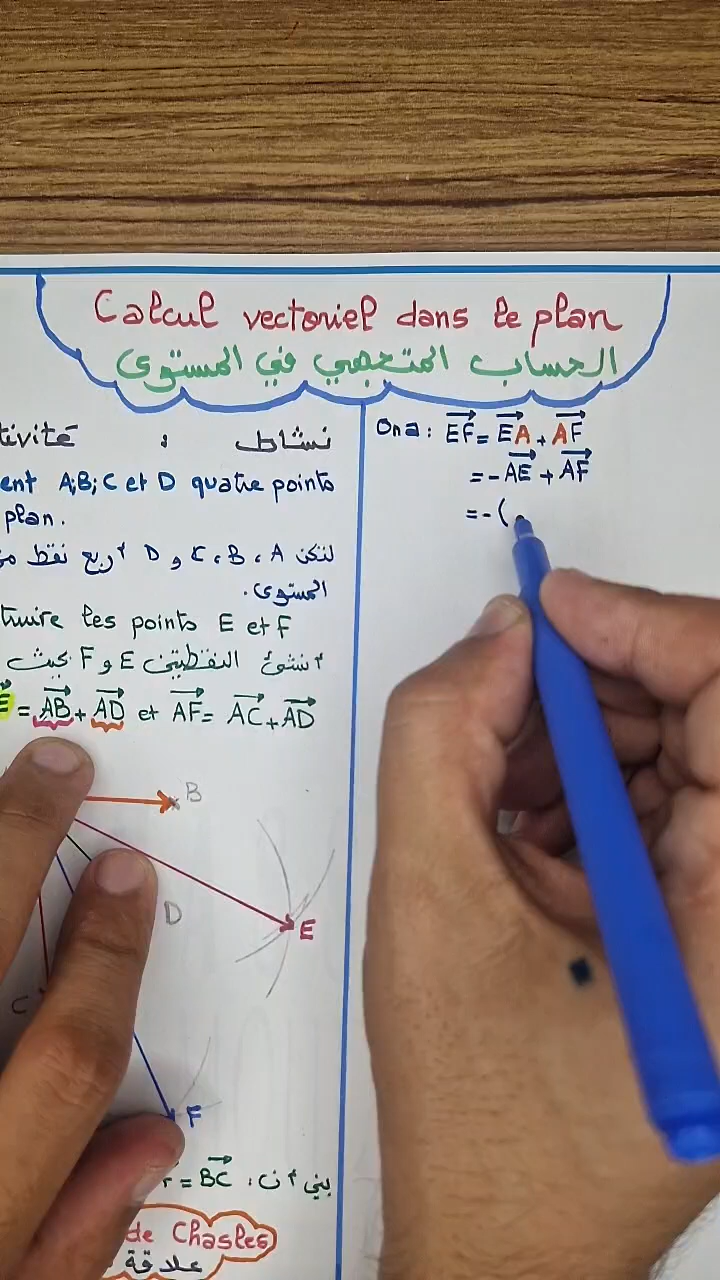 Calcul vectoriel dans le plan
الحساب المتجهي في المستوى
tivité : نشاط
ent A;B;C et D quatre points
plan.
لتكن A ، B ، C و D أربع نقط من
المستوى.
truire les points E et F
أنشئ النقطتين E و F بحيث
E = AB + AD et AF = AC + AD
B
E
D
C
F
= BC بين أن :
de Chasles
علاقة
On a : EF = EA + AF
= - AE + AF
= - (